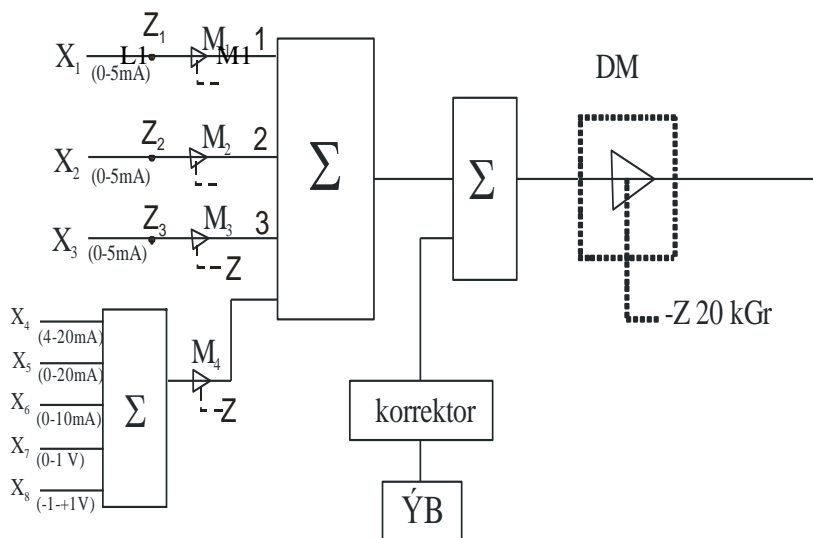 X₁ (0-5mA) Z₁ L1 M₁ M1 1
X₂ (0-5mA) Z₂ M₂ 2
X₃ (0-5mA) Z₃ M₃ 3
Z
Σ
Σ
DM
-Z 20 kGr
X₄ (4-20mA)
X₅ (0-20mA)
X₆ (0-10mA)
X₇ (0-1 V)
X₈ (-1-+1V)
Σ
M₄
-Z
korrektor
ÝB